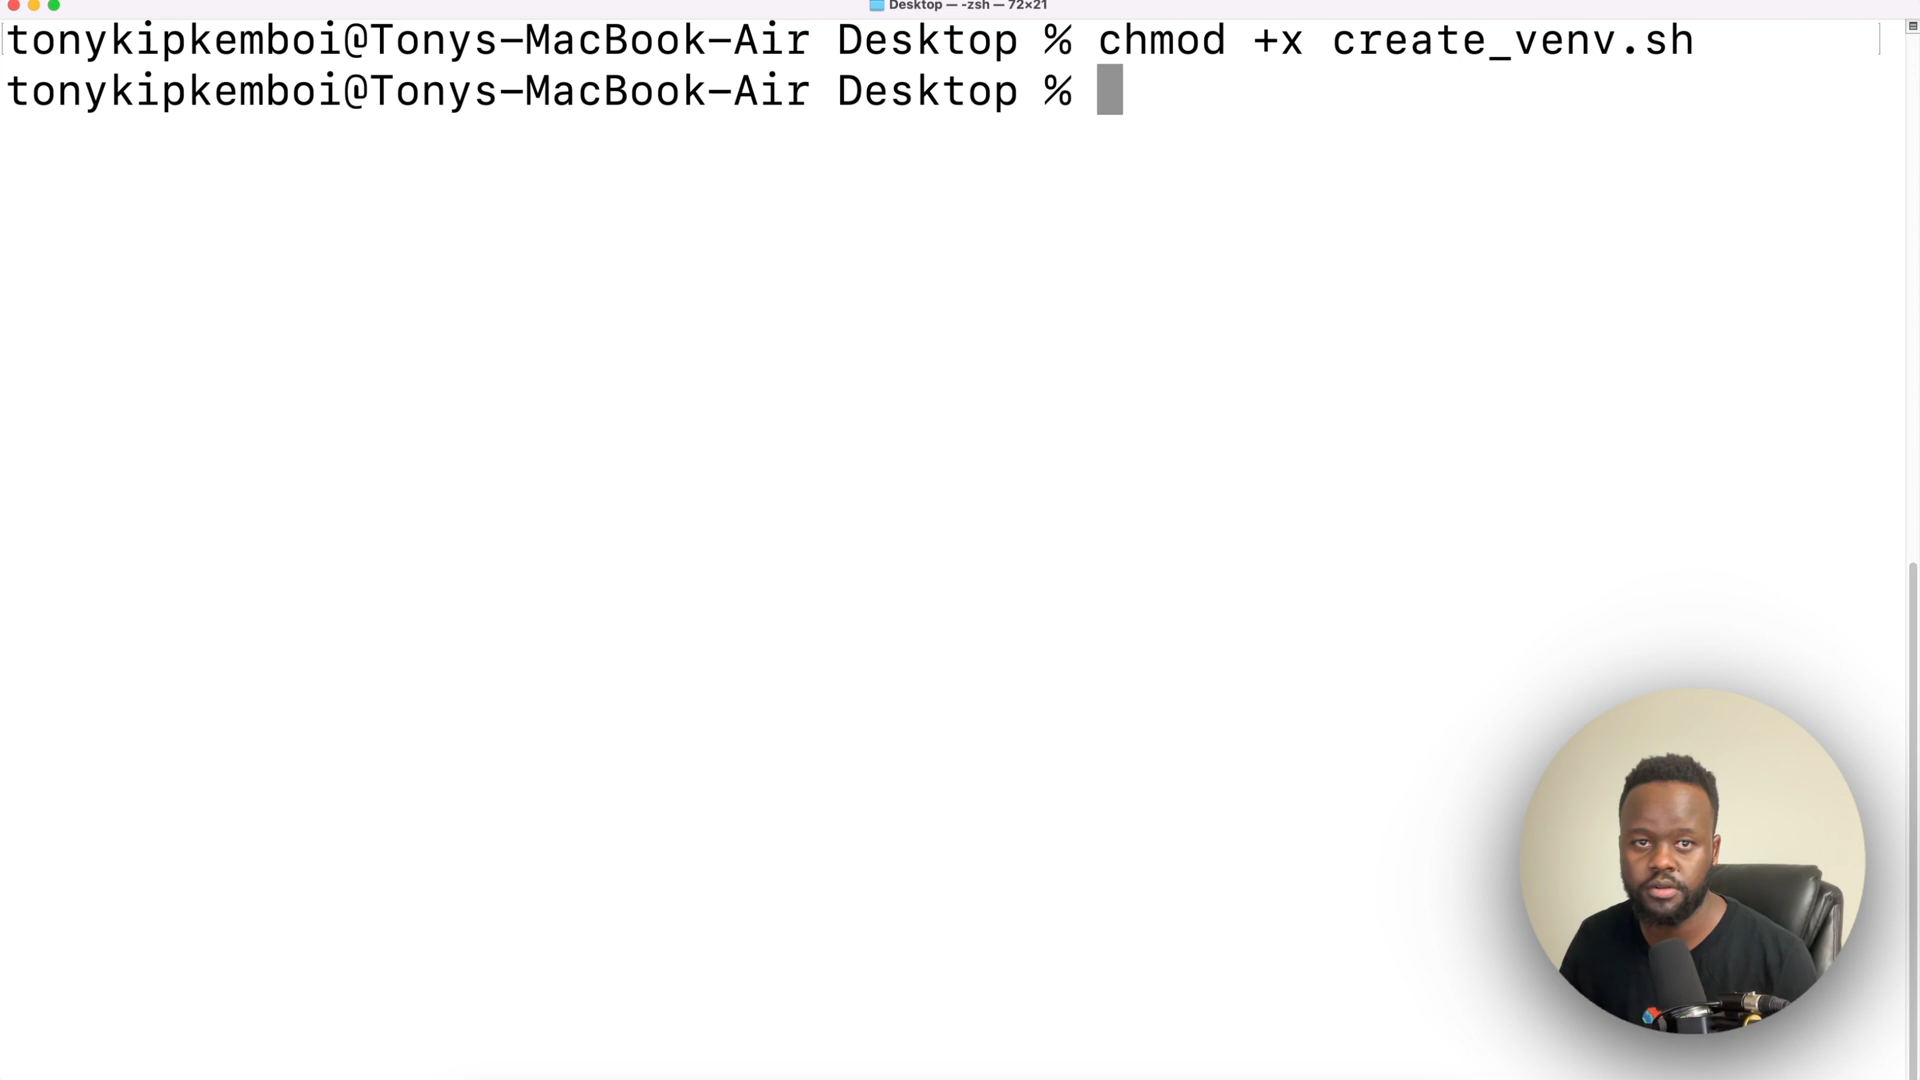 Desktop — -zsh — 72×21
tonykipkemboi@Tonys-MacBook-Air Desktop % chmod +x create_venv.sh
tonykipkemboi@Tonys-MacBook-Air Desktop %